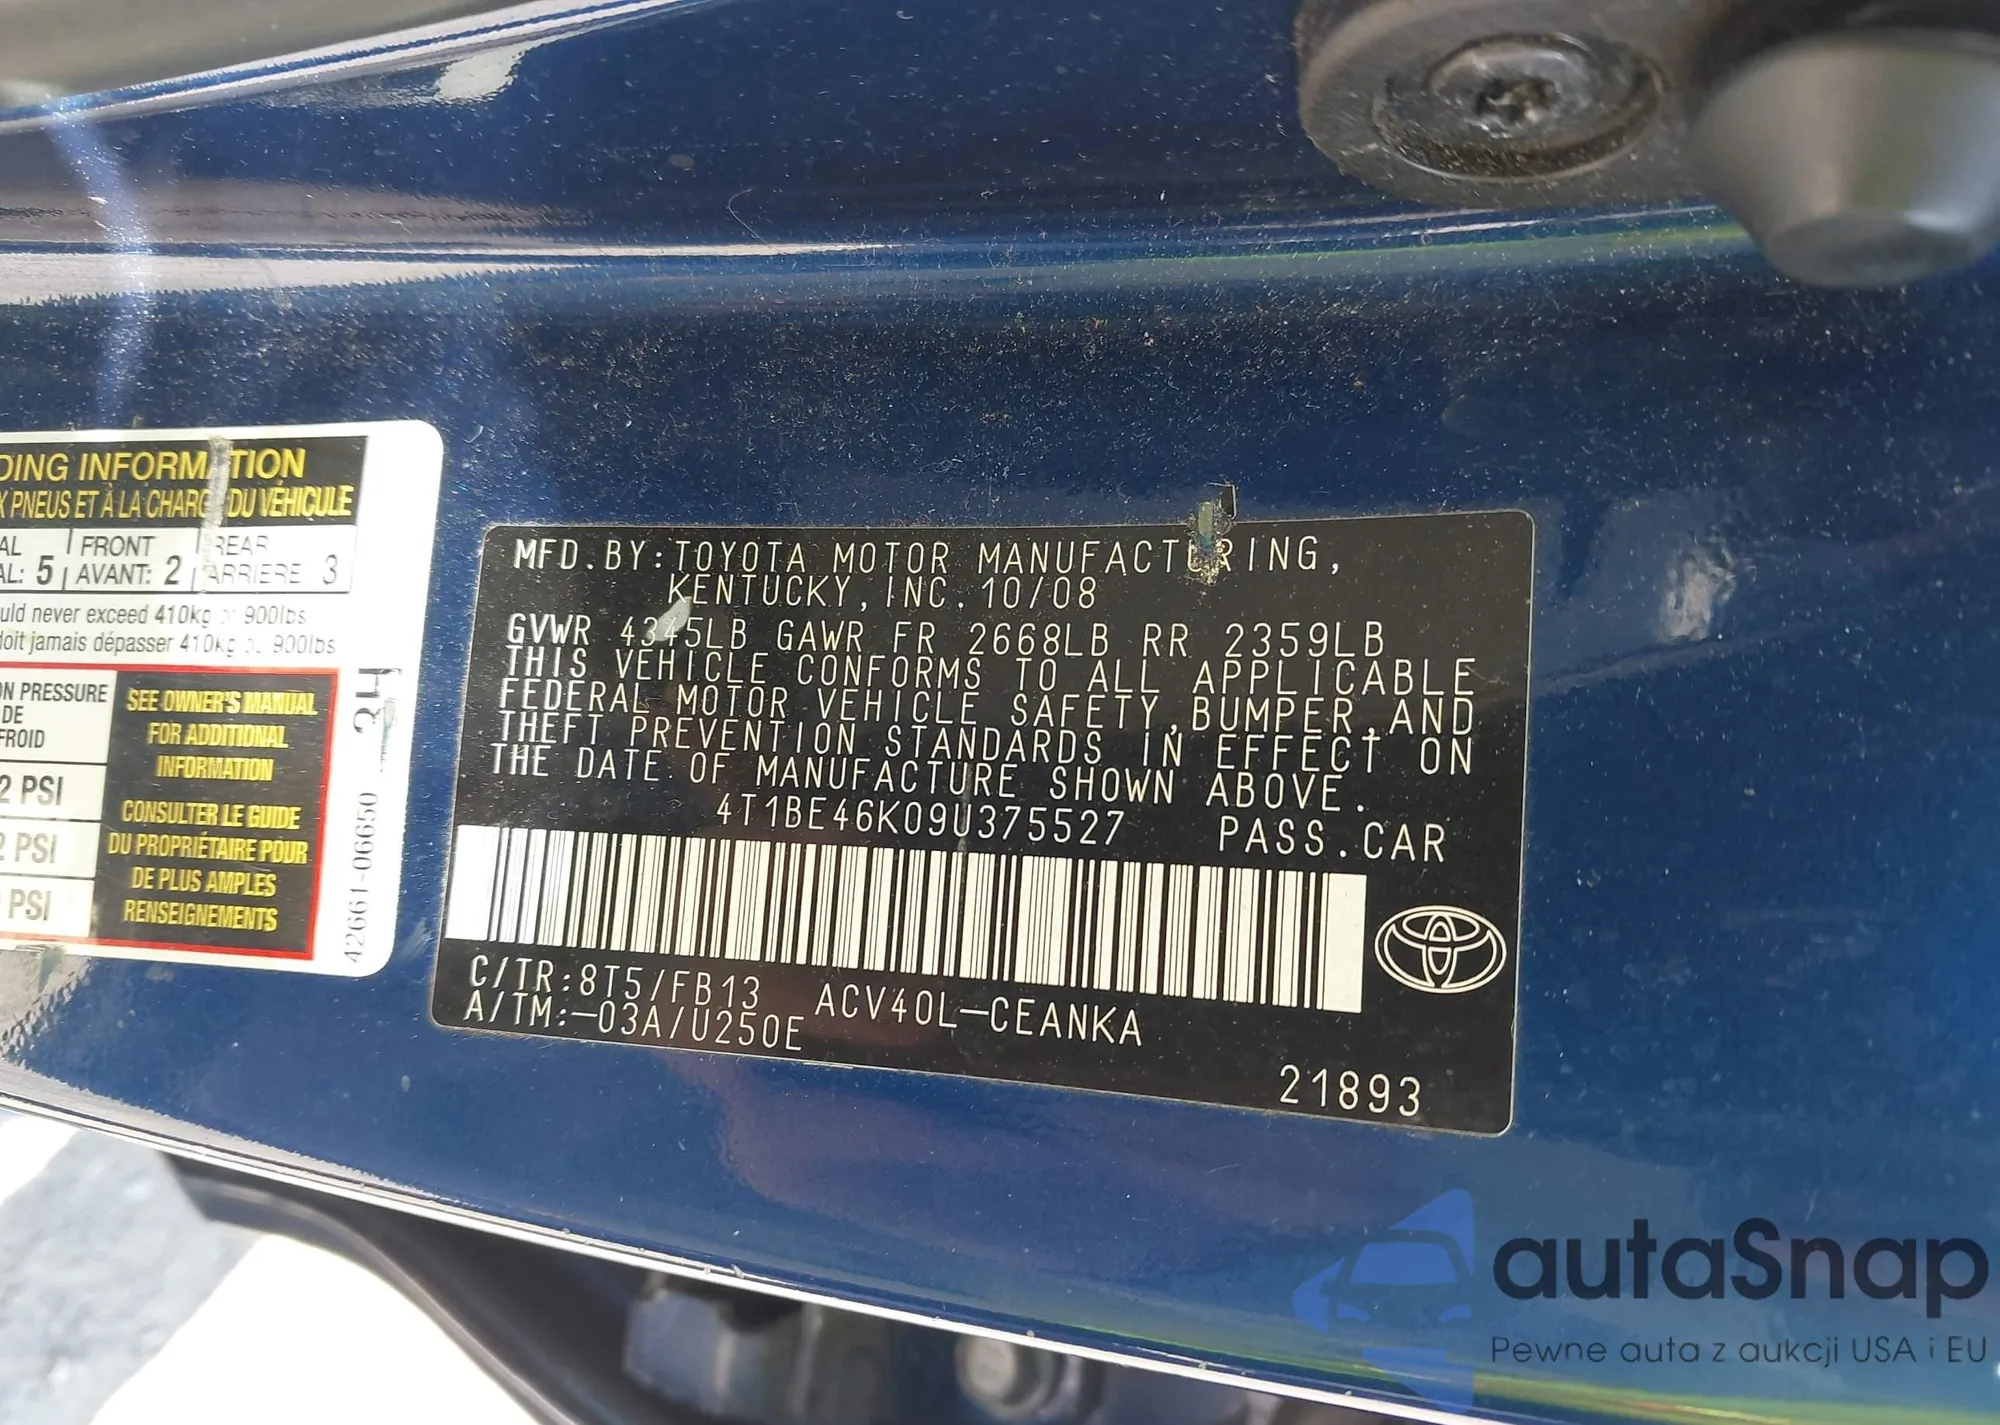 DING INFORMATION
X PNEUS ET À LA CHARGE DU VÉHICULE
AL FRONT REAR
AL: 5 AVANT: 2 ARRIERE 3
uld never exceed 410kg or 900lbs
doit jamais dépasser 410kg ou 900lbs
ON PRESSURE
DE
FROID
2 PSI
2 PSI
PSI
SEE OWNER'S MANUAL
FOR ADDITIONAL
INFORMATION
CONSULTER LE GUIDE
DU PROPRIÉTAIRE POUR
DE PLUS AMPLES
RENSEIGNEMENTS
42661-06650 3H
MFD.BY:TOYOTA MOTOR MANUFACTURING,
KENTUCKY,INC.10/08
GVWR 4345LB GAWR FR 2668LB RR 2359LB
THIS VEHICLE CONFORMS TO ALL APPLICABLE
FEDERAL MOTOR VEHICLE SAFETY,BUMPER,AND
THEFT PREVENTION STANDARDS IN EFFECT ON
THE DATE OF MANUFACTURE SHOWN ABOVE.
4T1BE46K09U375527 PASS.CAR
C/TR:8T5/FB13 ACV40L-CEANKA
A/TM:-03A/U250E
21893
autaSnap
Pewne auta z aukcji USA i EU